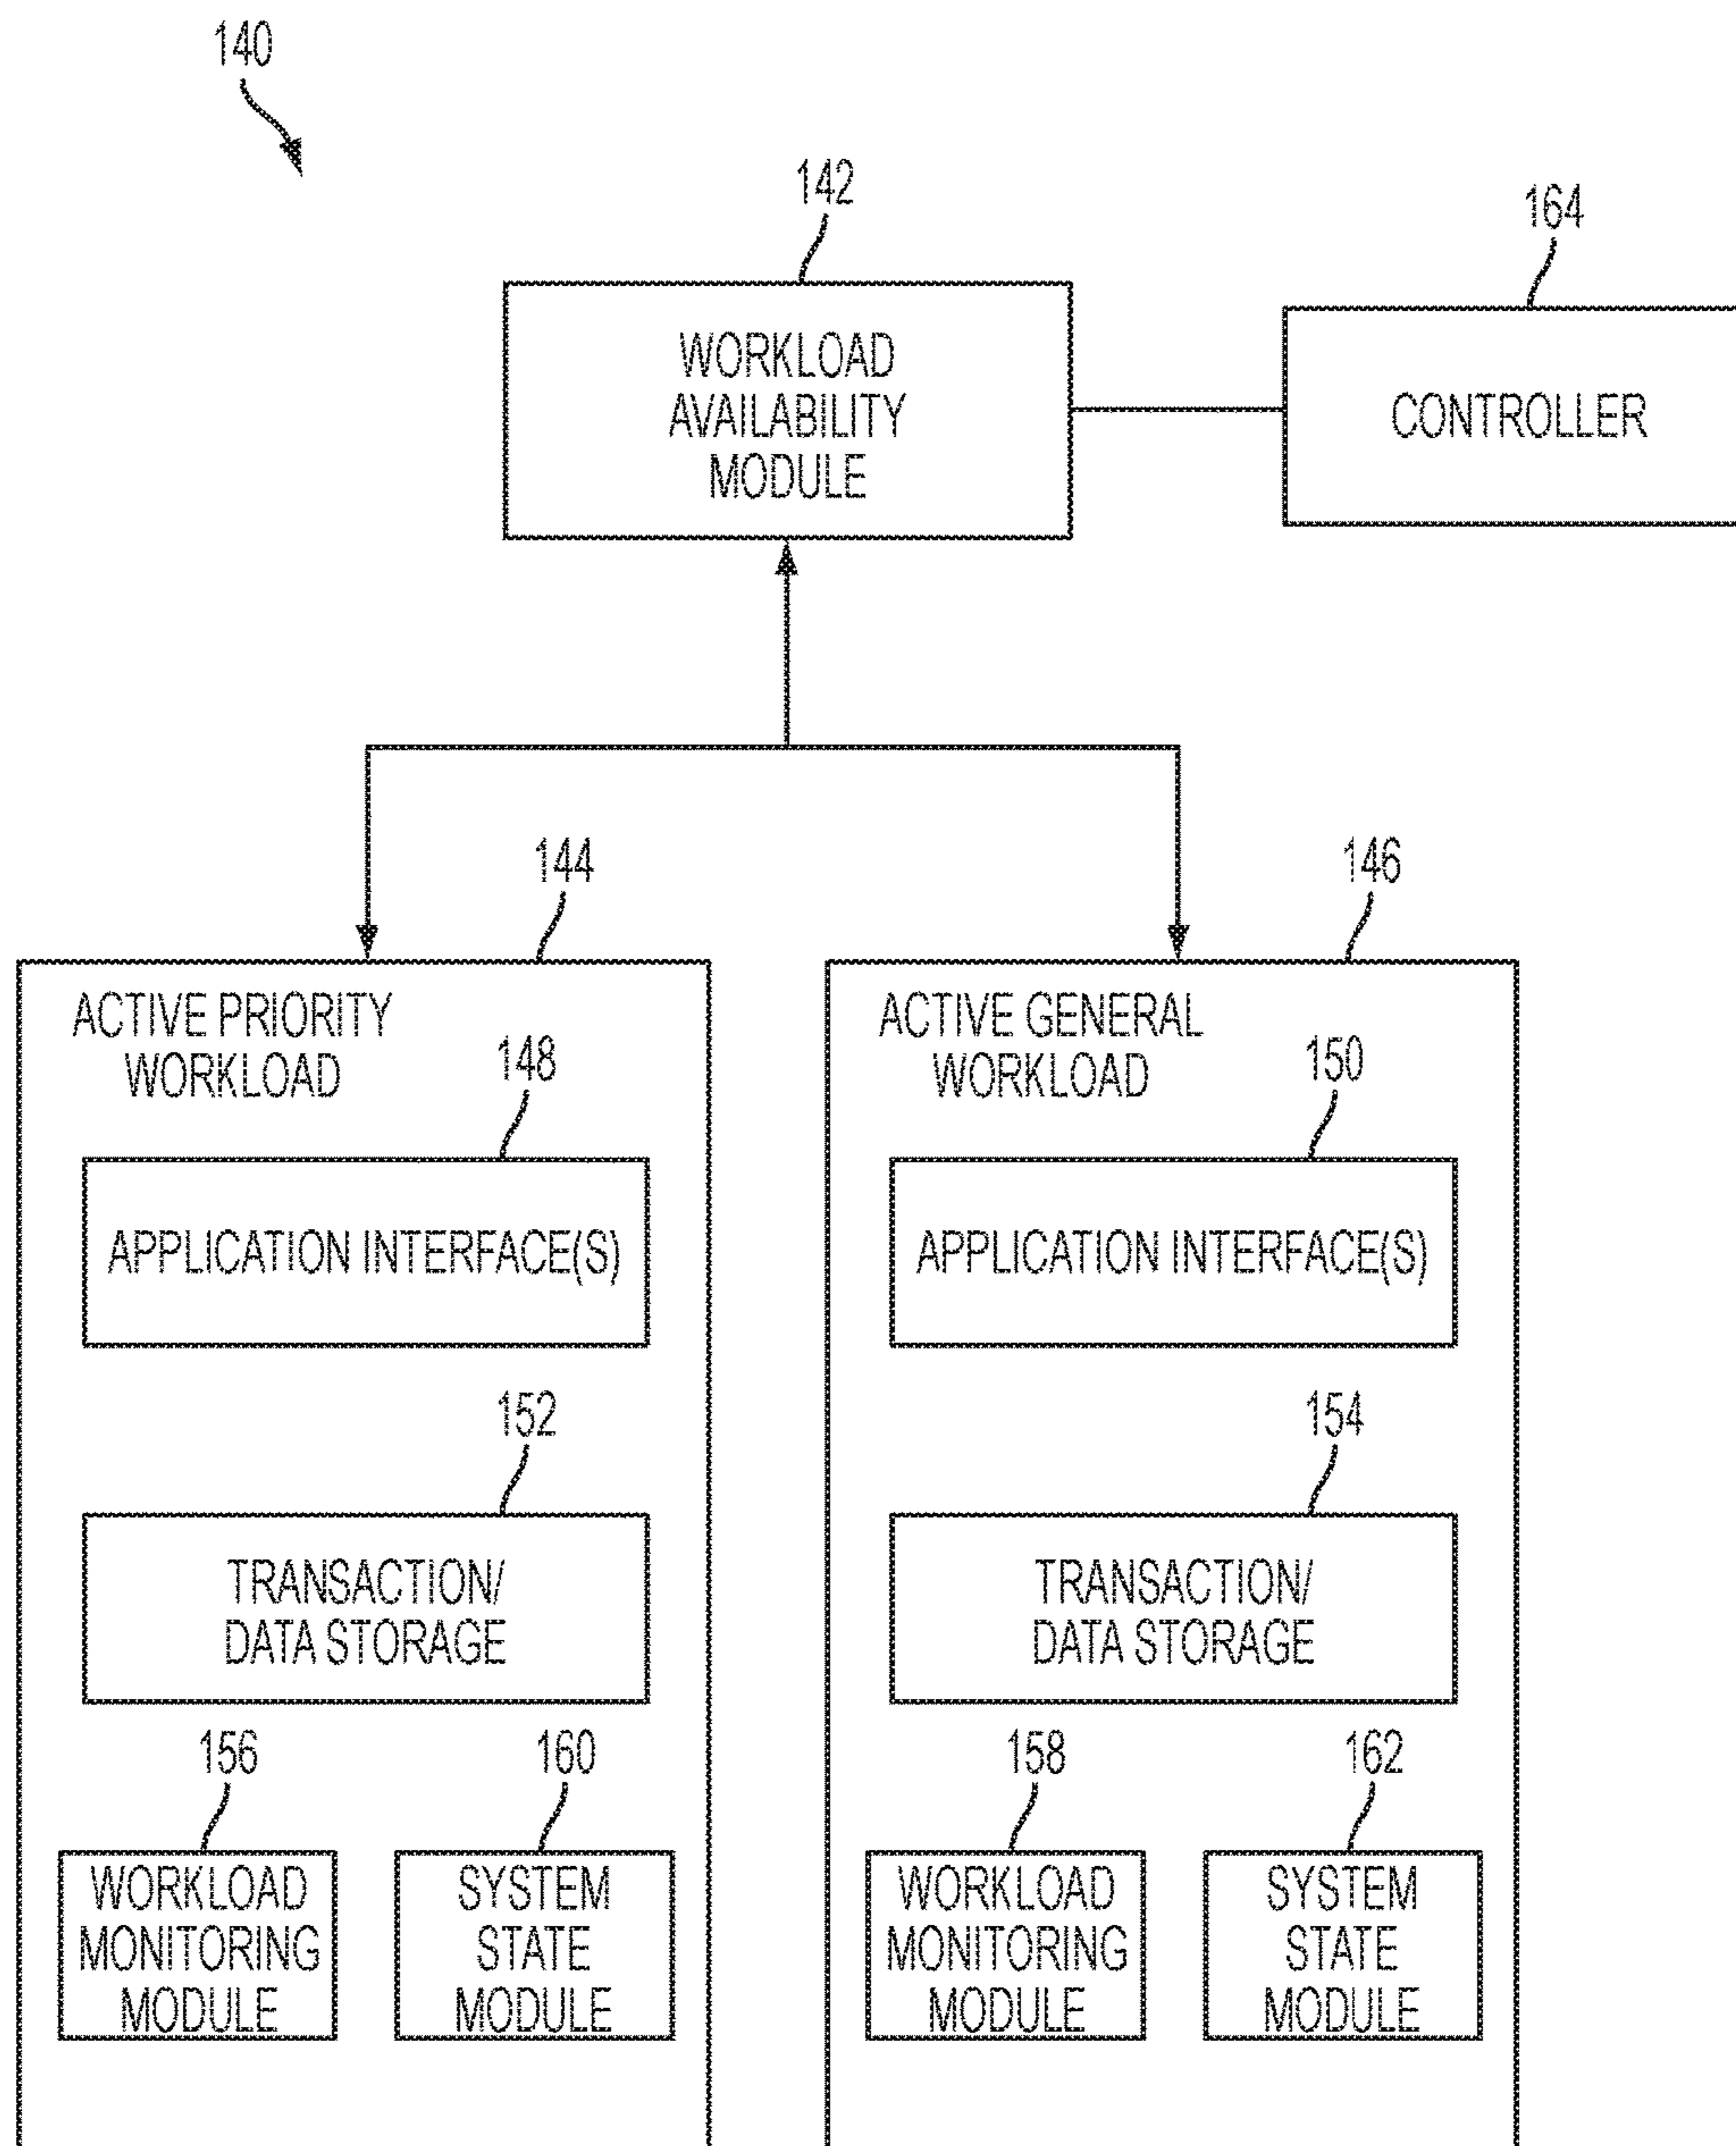 140
142
164
WORKLOAD
AVAILABILITY
MODULE
CONTROLLER
144
146
ACTIVE PRIORITY
WORKLOAD
148
ACTIVE GENERAL
WORKLOAD
150
APPLICATION INTERFACE(S)
APPLICATION INTERFACE(S)
152
154
TRANSACTION/
DATA STORAGE
TRANSACTION/
DATA STORAGE
156
160
158
162
WORKLOAD
MONITORING
MODULE
SYSTEM
STATE
MODULE
WORKLOAD
MONITORING
MODULE
SYSTEM
STATE
MODULE